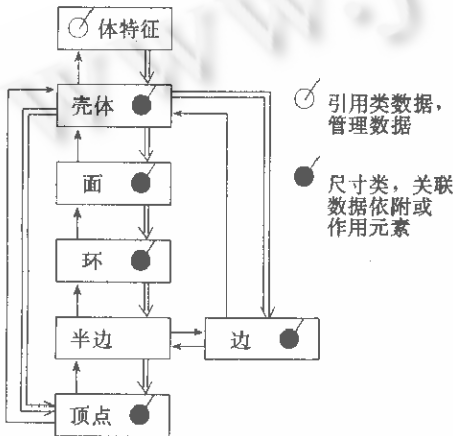 体特征
壳体
面
环
半边
边
顶点
引用类数据，
管理数据
尺寸类，关联
数据依附或
作用元素